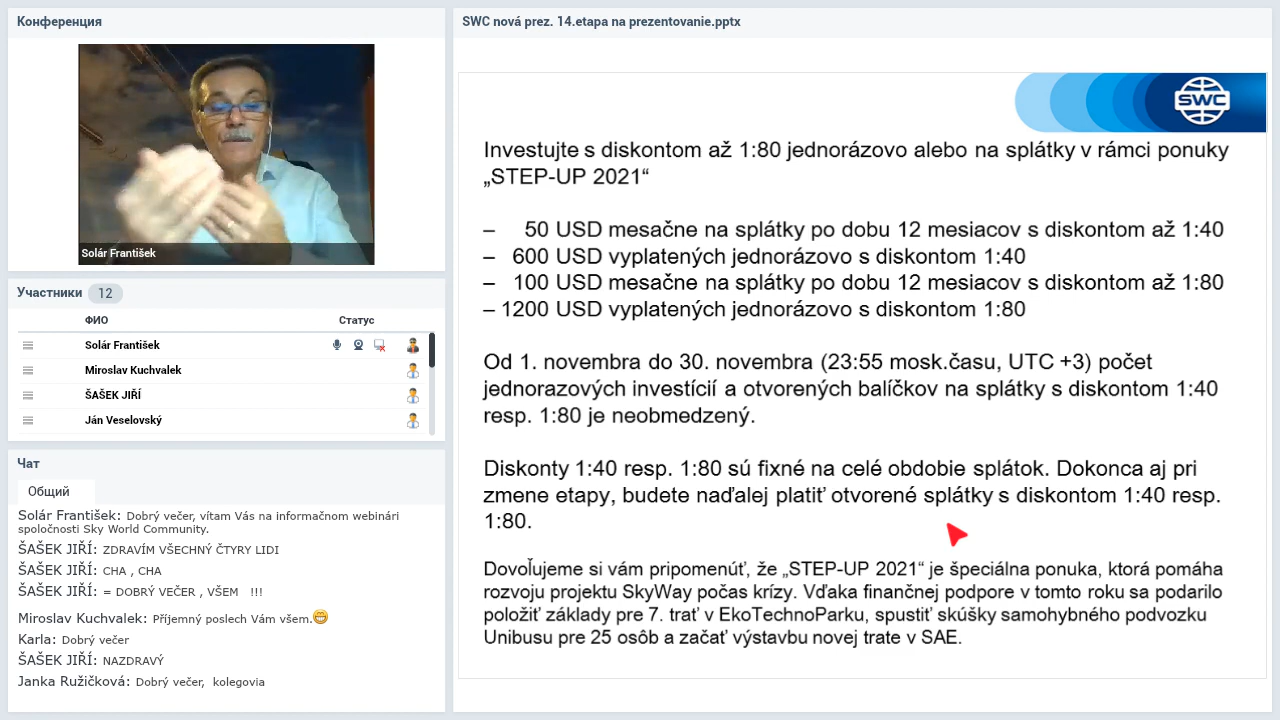 Конференция
Solár František
Участники 12
ФИО Статус
Solár František
Miroslav Kuchvalek
ŠAŠEK JIŘÍ
Ján Veselovský
Чат
Общий
Solár František: Dobrý večer, vítam Vás na informačnom webinári
spoločnosti Sky World Community.
ŠAŠEK JIŘÍ: ZDRAVÍM VŠECHNÝ ČTYRY LIDI
ŠAŠEK JIŘÍ: CHA , CHA
ŠAŠEK JIŘÍ: = DOBRÝ VEČER , VŠEM !!!
Miroslav Kuchvalek: Příjemný poslech Vám všem.
Karla: Dobrý večer
ŠAŠEK JIŘÍ: NAZDRAVÝ
Janka Ružičková: Dobrý večer, kolegovia
SWC nová prez. 14.etapa na prezentovanie.pptx
SWC
Investujte s diskontom až 1:80 jednorázovo alebo na splátky v rámci ponuky
„STEP-UP 2021“
– 50 USD mesačne na splátky po dobu 12 mesiacov s diskontom až 1:40
– 600 USD vyplatených jednorázovo s diskontom 1:40
– 100 USD mesačne na splátky po dobu 12 mesiacov s diskontom až 1:80
– 1200 USD vyplatených jednorázovo s diskontom 1:80
Od 1. novembra do 30. novembra (23:55 mosk.času, UTC +3) počet
jednorazových investícií a otvorených balíčkov na splátky s diskontom 1:40
resp. 1:80 je neobmedzený.
Diskonty 1:40 resp. 1:80 sú fixné na celé obdobie splátok. Dokonca aj pri
zmene etapy, budete naďalej platiť otvorené splátky s diskontom 1:40 resp.
1:80.
Dovoľujeme si vám pripomenúť, že „STEP-UP 2021“ je špeciálna ponuka, ktorá pomáha
rozvoju projektu SkyWay počas krízy. Vďaka finančnej podpore v tomto roku sa podarilo
položiť základy pre 7. trať v EkoTechnoParku, spustiť skúšky samohybného podvozku
Unibusu pre 25 osôb a začať výstavbu novej trate v SAE.